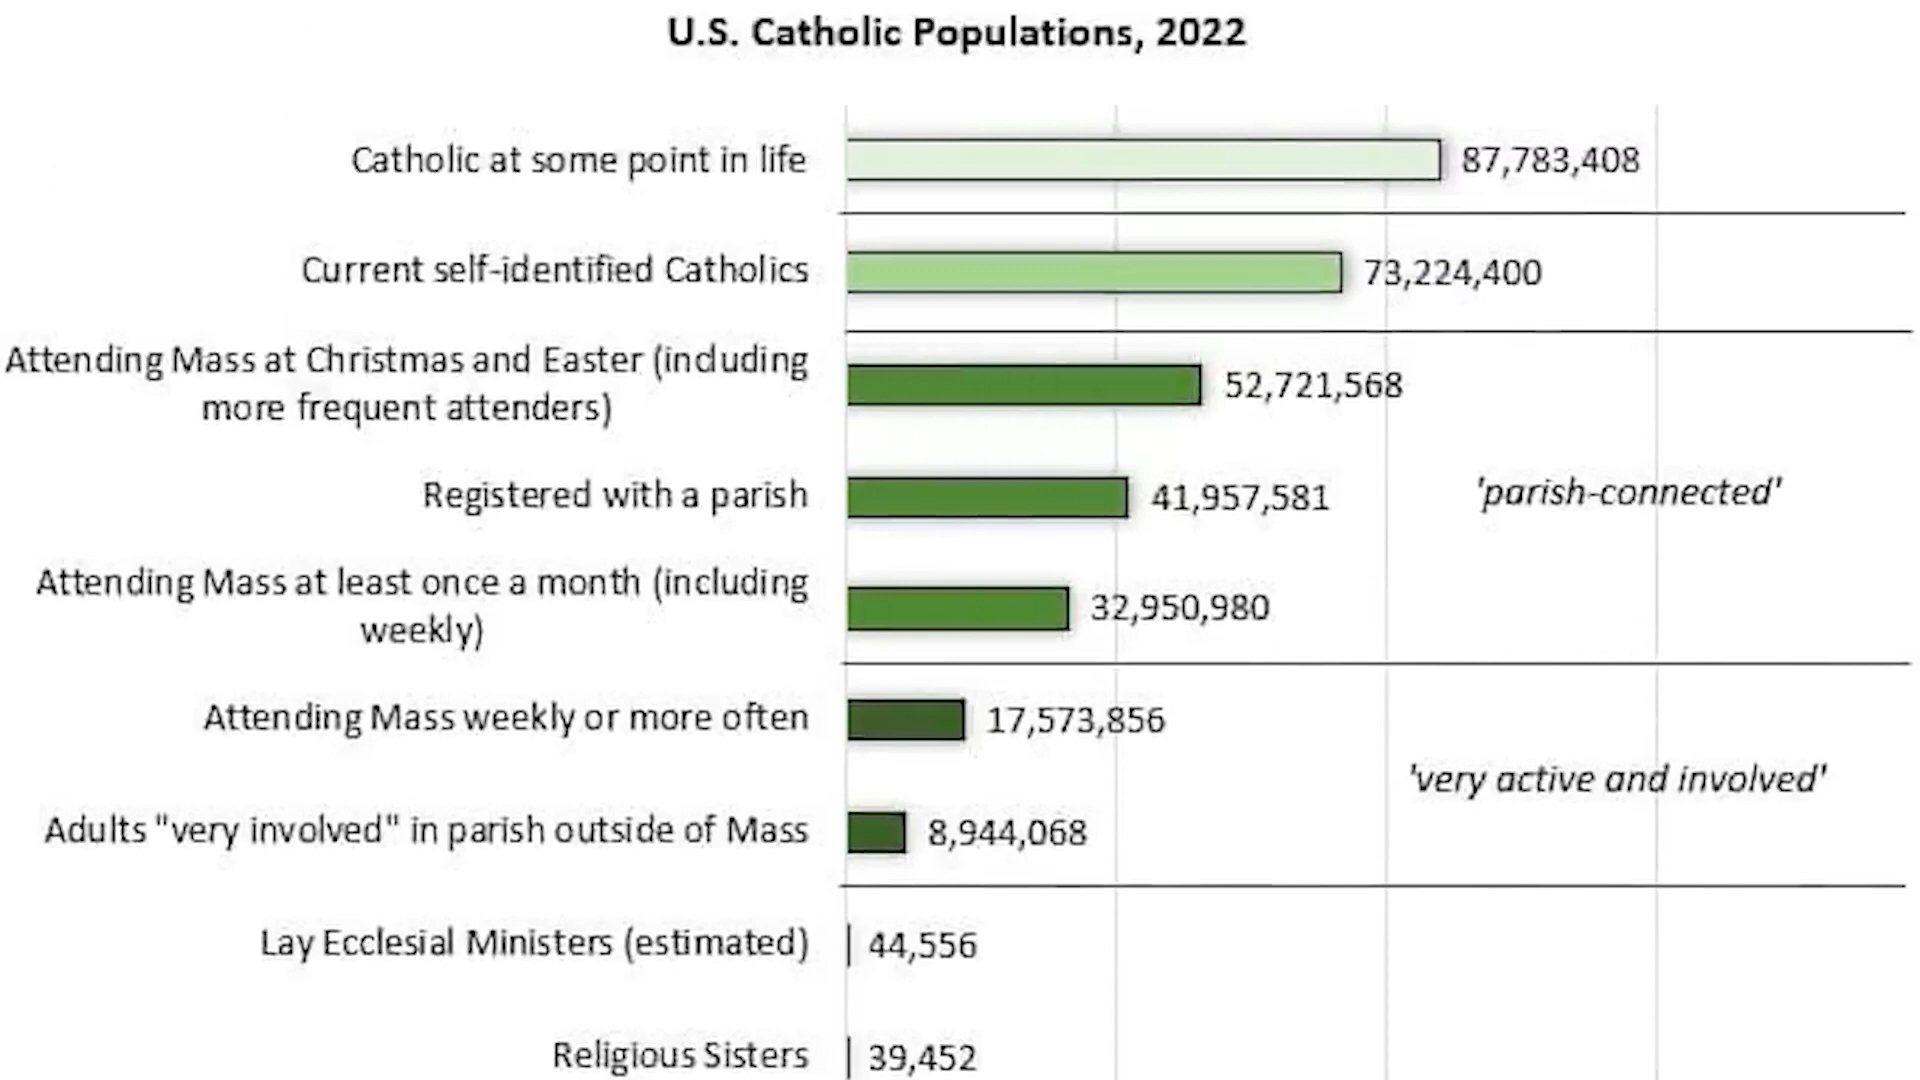 U.S. Catholic Populations, 2022
Catholic at some point in life 87,783,408
Current self-identified Catholics 73,224,400
Attending Mass at Christmas and Easter (including
more frequent attenders) 52,721,568
Registered with a parish 41,957,581 'parish-connected'
Attending Mass at least once a month (including
weekly) 32,950,980
Attending Mass weekly or more often 17,573,856
'very active and involved'
Adults "very involved" in parish outside of Mass 8,944,068
Lay Ecclesial Ministers (estimated) 44,556
Religious Sisters 39,452